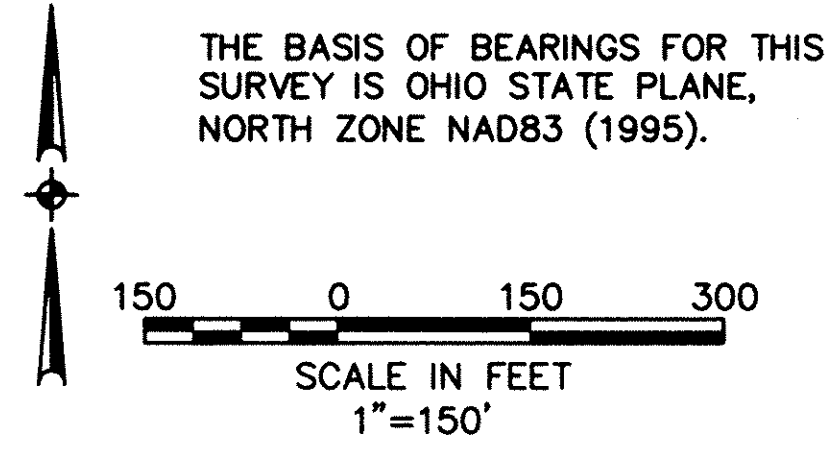 THE BASIS OF BEARINGS FOR THIS
SURVEY IS OHIO STATE PLANE,
NORTH ZONE NAD83 (1995).
150 0 150 300
SCALE IN FEET
1"=150'